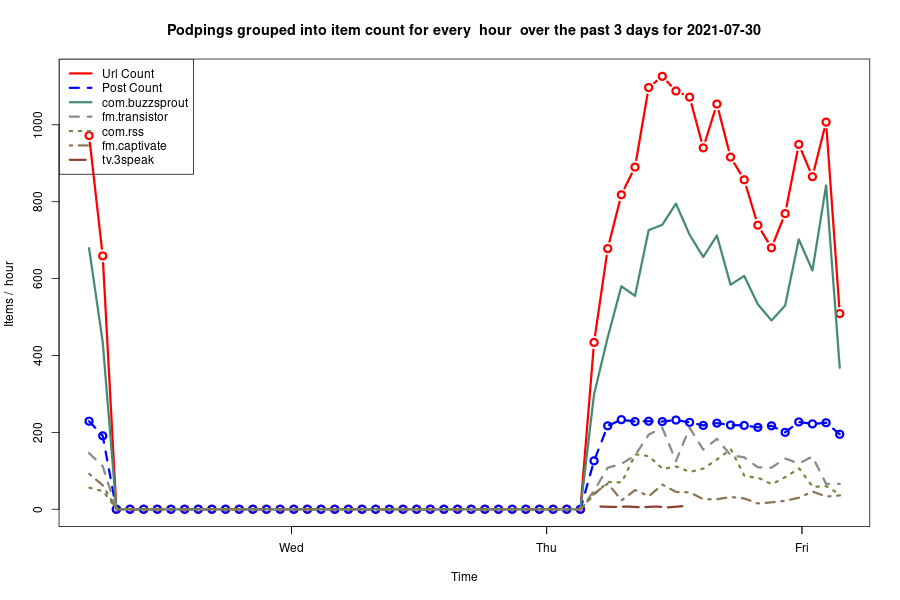 Podpings grouped into item count for every  hour  over the past 3 days for 2021-07-30
Url Count
Post Count
com.buzzsprout
fm.transistor
com.rss
fm.captivate
tv.3speak
Items /  hour
1000
800
600
400
200
0
Wed
Thu
Fri
Time